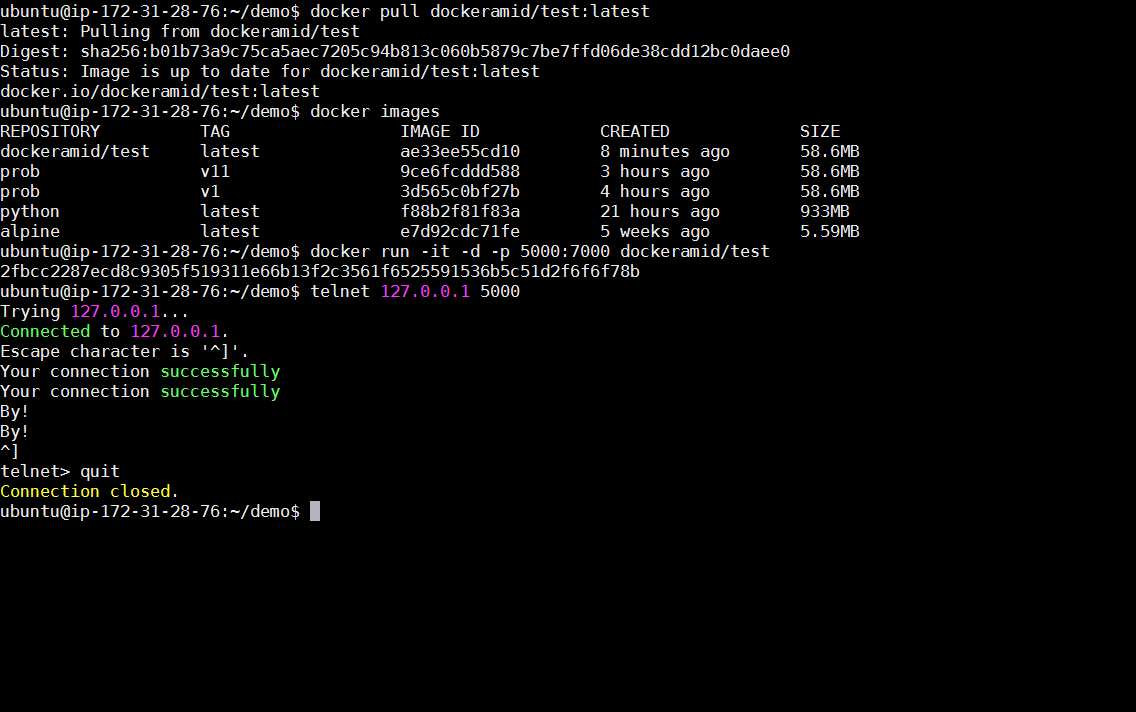 ubuntu@ip-172-31-28-76:~/demo$ docker pull dockeramid/test:latest
latest: Pulling from dockeramid/test
Digest: sha256:b01b73a9c75ca5aec7205c94b813c060b5879c7be7ffd06de38cdd12bc0daee0
Status: Image is up to date for dockeramid/test:latest
docker.io/dockeramid/test:latest
ubuntu@ip-172-31-28-76:~/demo$ docker images
REPOSITORY          TAG                 IMAGE ID            CREATED             SIZE
dockeramid/test     latest              ae33ee55cd10        8 minutes ago       58.6MB
prob                v11                 9ce6fcddd588        3 hours ago         58.6MB
prob                v1                  3d565c0bf27b        4 hours ago         58.6MB
python              latest              f88b2f81f83a        21 hours ago        933MB
alpine              latest              e7d92cdc71fe        5 weeks ago         5.59MB
ubuntu@ip-172-31-28-76:~/demo$ docker run -it -d -p 5000:7000 dockeramid/test
2fbcc2287ecd8c9305f519311e66b13f2c3561f6525591536b5c51d2f6f6f78b
ubuntu@ip-172-31-28-76:~/demo$ telnet 127.0.0.1 5000
Trying 127.0.0.1...
Connected to 127.0.0.1.
Escape character is '^]'.
Your connection successfully
Your connection successfully
By!
By!
^]
telnet> quit
Connection closed.
ubuntu@ip-172-31-28-76:~/demo$